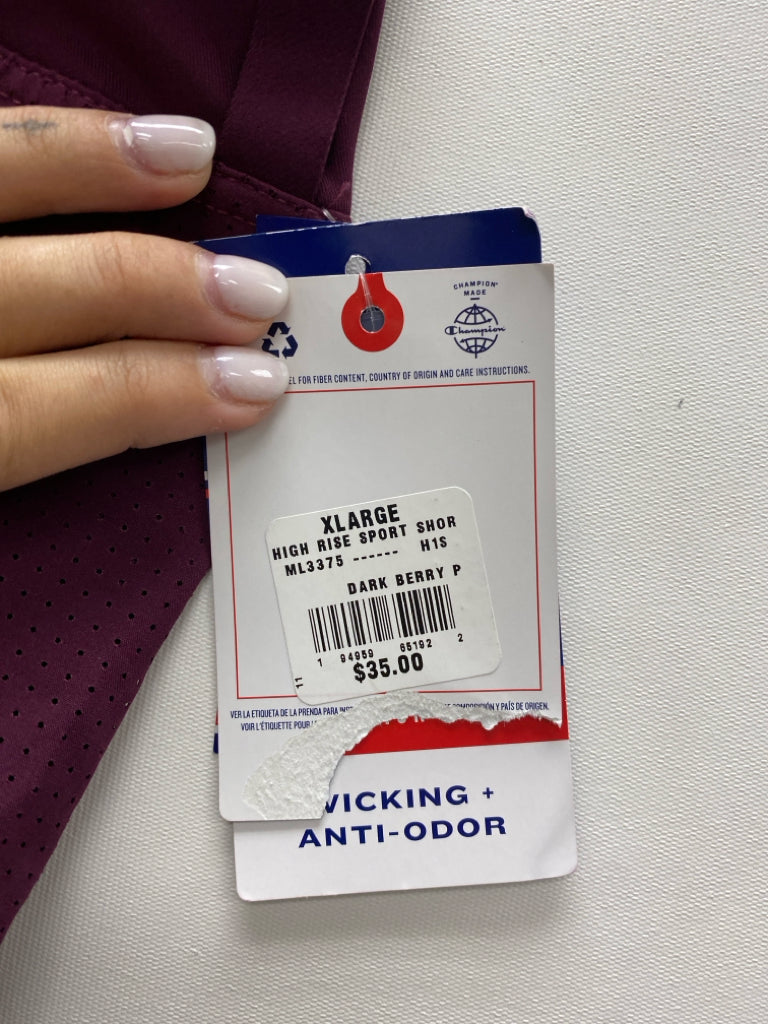 CHAMPION®
MADE
Champion
EL FOR FIBER CONTENT, COUNTRY OF ORIGIN AND CARE INSTRUCTIONS.
XLARGE
HIGH RISE SPORT SHOR
ML3375 ------ H1S
DARK BERRY P
1 94959 65192 2
$35.00
11
VER LA ETIQUETA DE LA PRENDA PARA COMPOSICIÓN Y PAÍS DE ORIGEN.
VOIR L'ÉTIQUETTE POUR
WICKING +
ANTI-ODOR